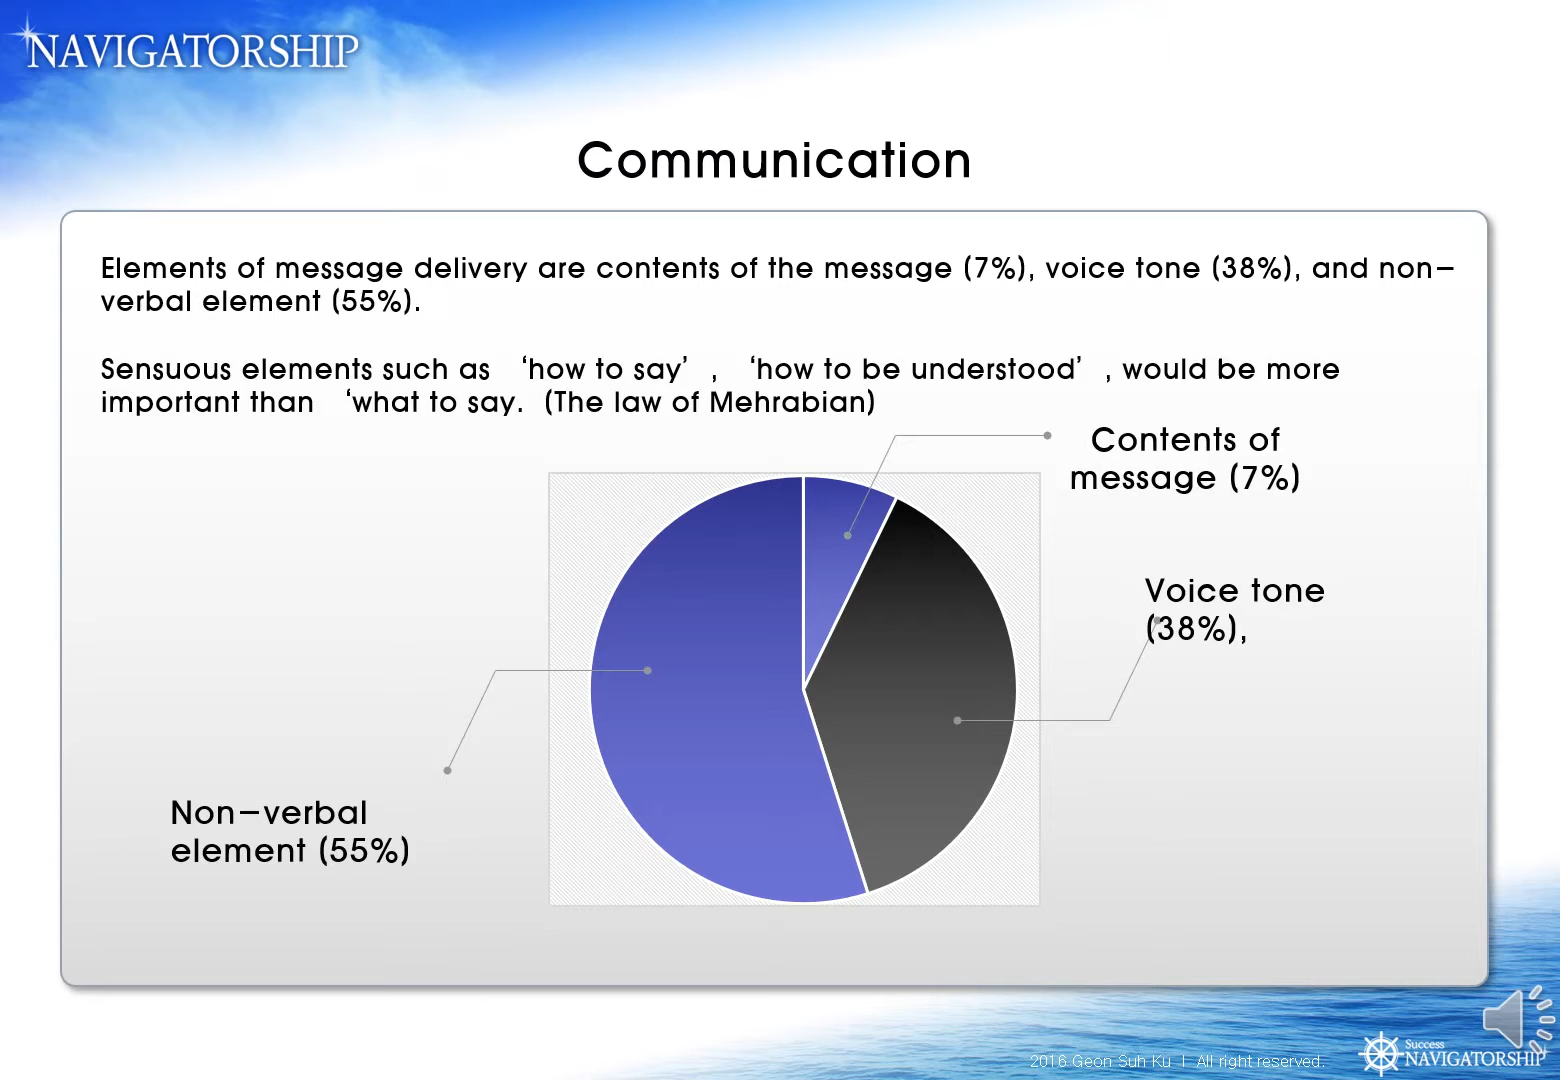 NAVIGATORSHIP
Communication
Elements of message delivery are contents of the message (7%), voice tone (38%), and non-
verbal element (55%).
Sensuous elements such as ‘how to say’ , ‘how to be understood’ , would be more
important than ‘what to say. (The law of Mehrabian)
Contents of
message (7%)
Voice tone
(38%),
Non-verbal
element (55%)
2016 Geon Suh Ku I All right reserved.
Success
NAVIGATORSHIP